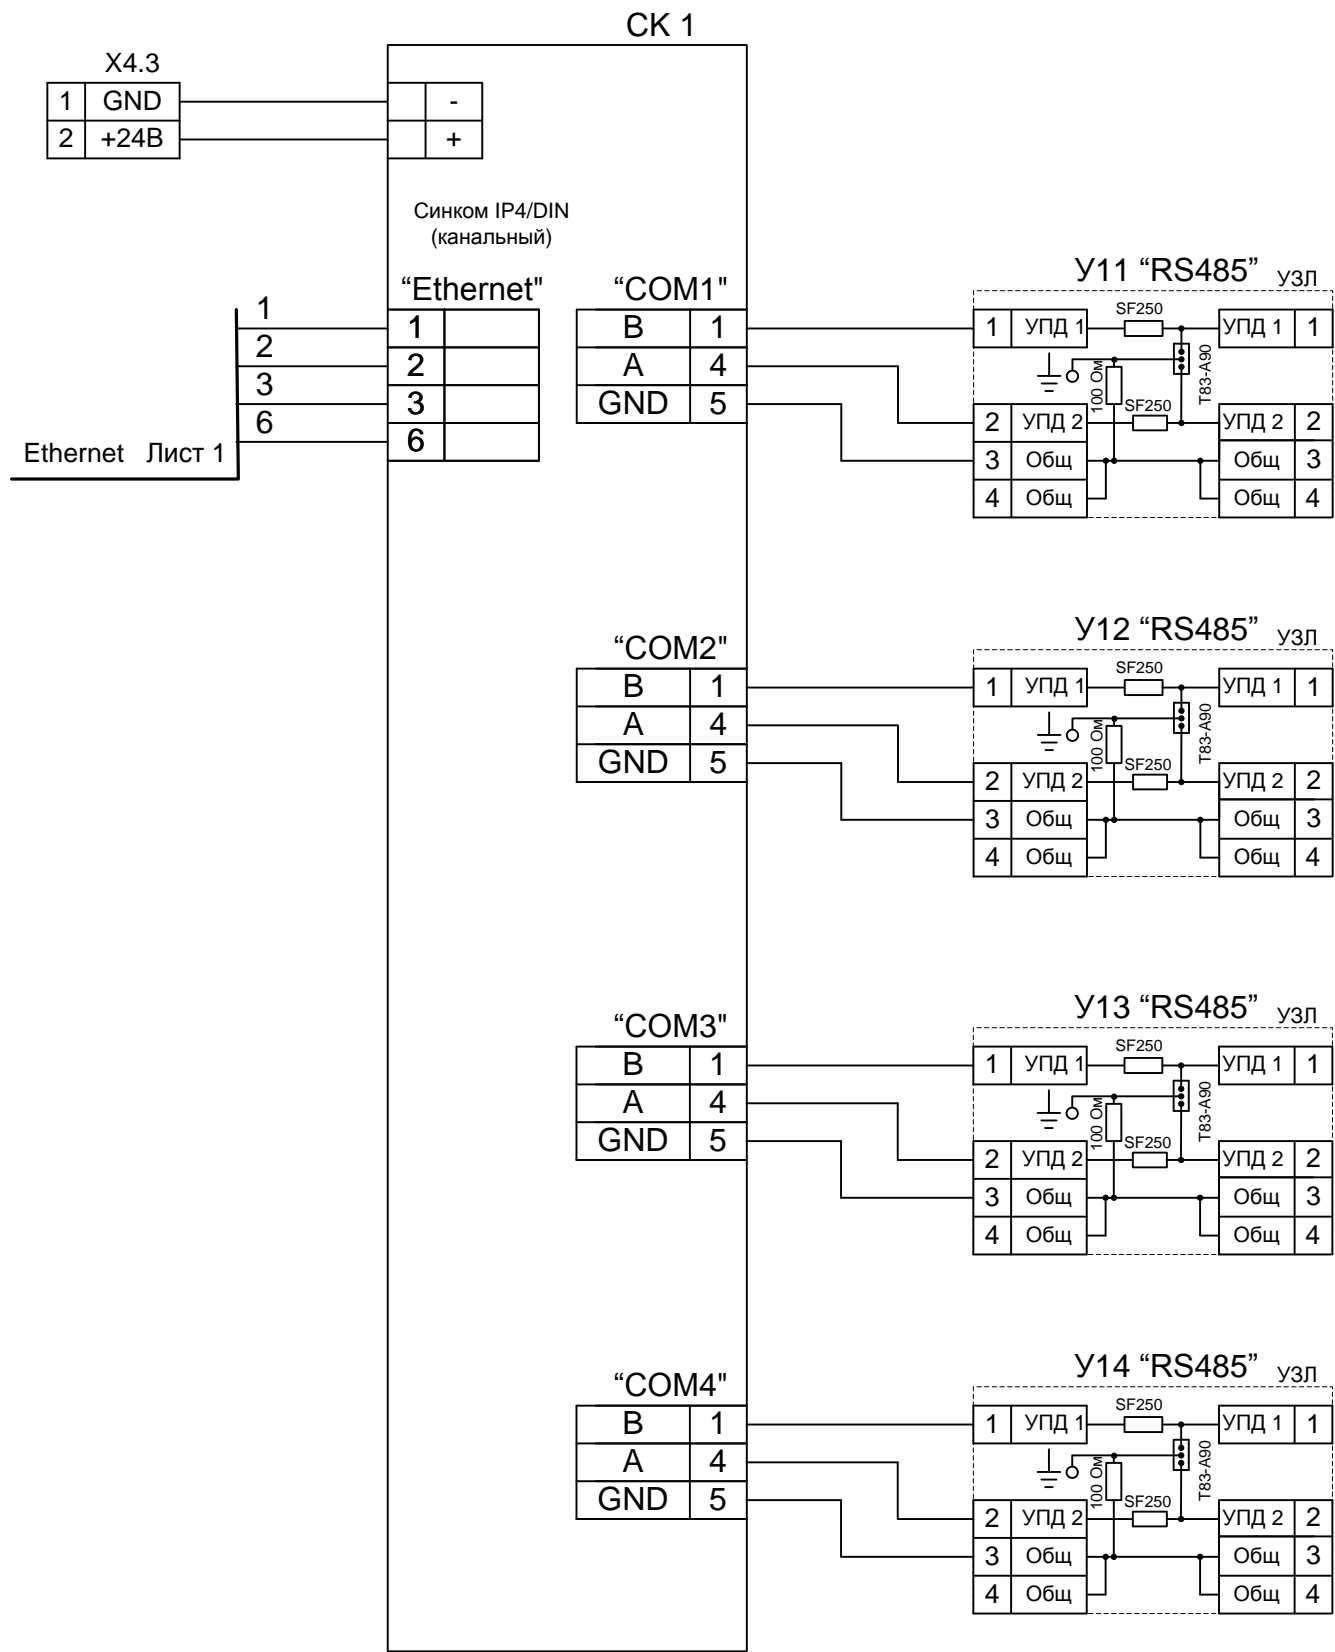 СК 1
X4.3
1 GND
2 +24В
-
+
Синком IP4/DIN
(канальный)
“Ethernet"
1
2
3
6
1
2
3
6
Ethernet Лист 1
“COM1"
B 1
A 4
GND 5
У11 “RS485” УЗЛ
1 УПД 1 SF250 УПД 1 1
100 Ом
T83-A90
2 УПД 2 SF250 УПД 2 2
3 Общ Общ 3
4 Общ Общ 4
“COM2"
B 1
A 4
GND 5
У12 “RS485” УЗЛ
1 УПД 1 SF250 УПД 1 1
100 Ом
T83-A90
2 УПД 2 SF250 УПД 2 2
3 Общ Общ 3
4 Общ Общ 4
“COM3"
B 1
A 4
GND 5
У13 “RS485” УЗЛ
1 УПД 1 SF250 УПД 1 1
100 Ом
T83-A90
2 УПД 2 SF250 УПД 2 2
3 Общ Общ 3
4 Общ Общ 4
“COM4"
B 1
A 4
GND 5
У14 “RS485” УЗЛ
1 УПД 1 SF250 УПД 1 1
100 Ом
T83-A90
2 УПД 2 SF250 УПД 2 2
3 Общ Общ 3
4 Общ Общ 4